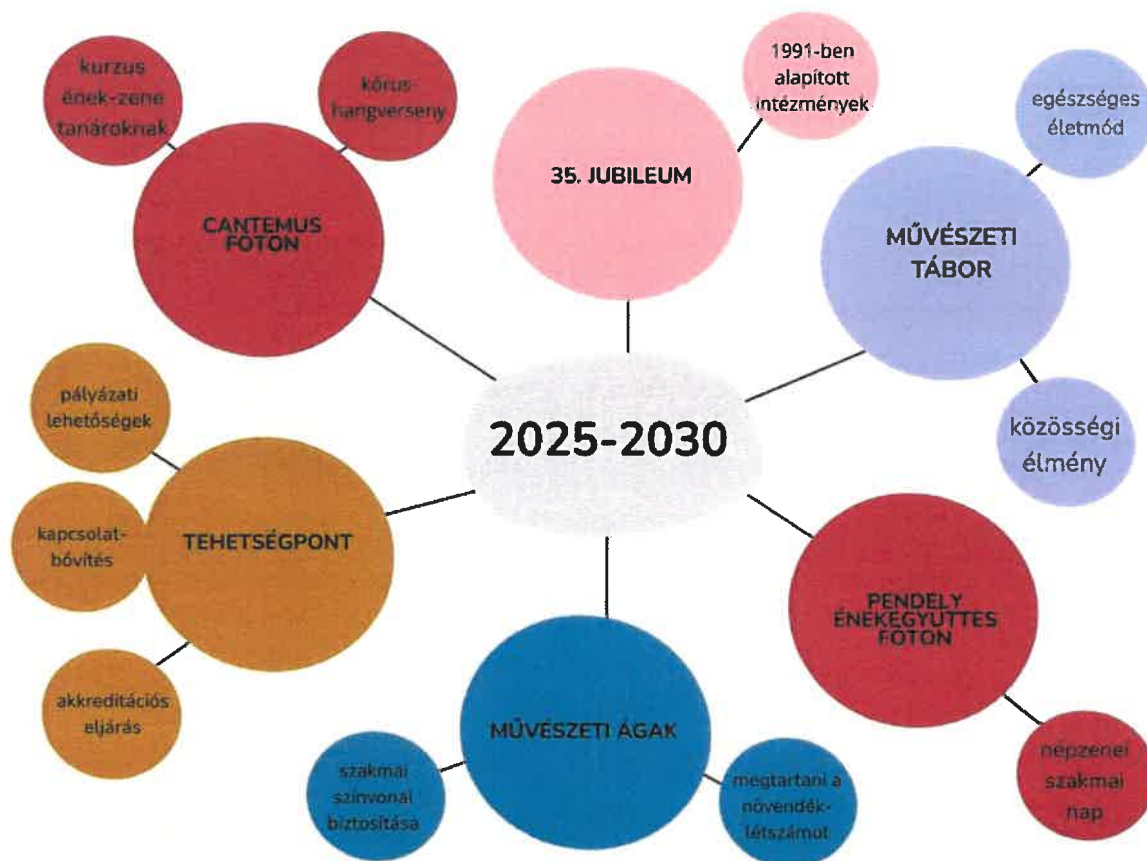 kurzus
ének-zene
tanároknak
kórus-
hangverseny
CANTEMUS
FÓTON
35. JUBILEUM
1991-ben
alapított
intézmények
egészséges
életmód
MŰVÉSZETI
TÁBOR
közösségi
élmény
2025-2030
pályázati
lehetőségek
kapcsolat-
bővítés
TEHETSÉGPONT
akkreditációs
eljárás
MŰVÉSZETI ÁGAK
szakmai
színvonal
biztosítása
megtartani a
növendék-
létszámot
PENDELY
ÉNEKEGYÜTTES
FÓTON
népzenei
szakmai
nap